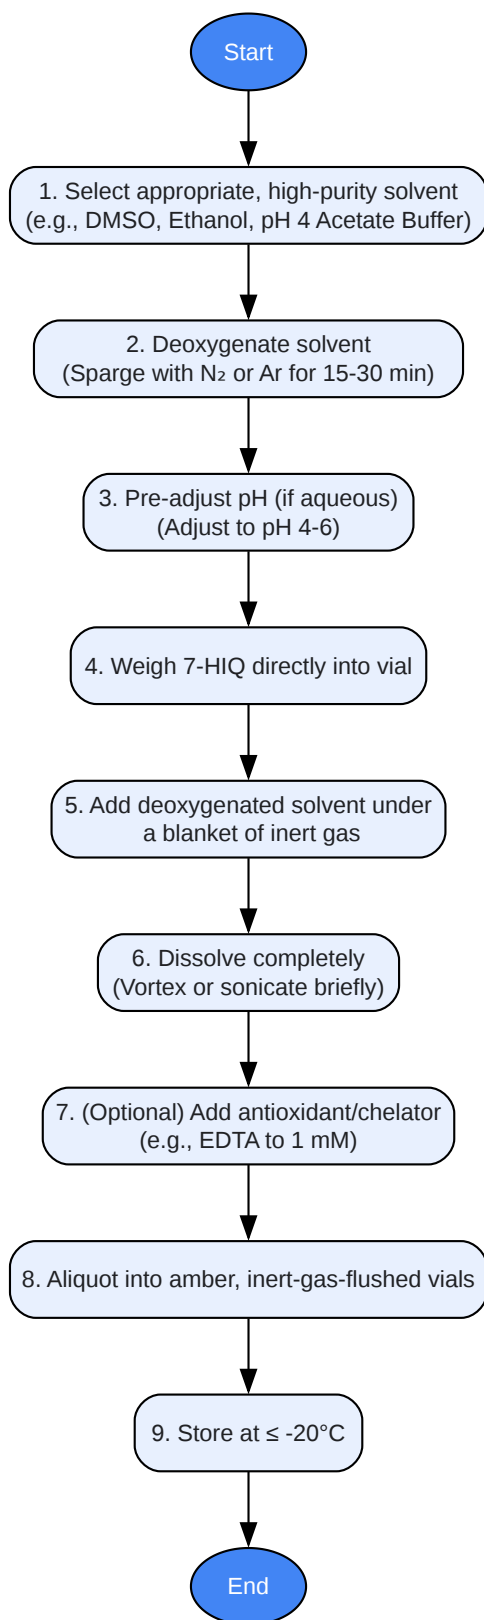 Start
1. Select appropriate, high-purity solvent
(e.g., DMSO, Ethanol, pH 4 Acetate Buffer)
2. Deoxygenate solvent
(Sparge with N₂ or Ar for 15-30 min)
3. Pre-adjust pH (if aqueous)
(Adjust to pH 4-6)
4. Weigh 7-HIQ directly into vial
5. Add deoxygenated solvent under
a blanket of inert gas
6. Dissolve completely
(Vortex or sonicate briefly)
7. (Optional) Add antioxidant/chelator
(e.g., EDTA to 1 mM)
8. Aliquot into amber, inert-gas-flushed vials
9. Store at ≤ -20°C
End